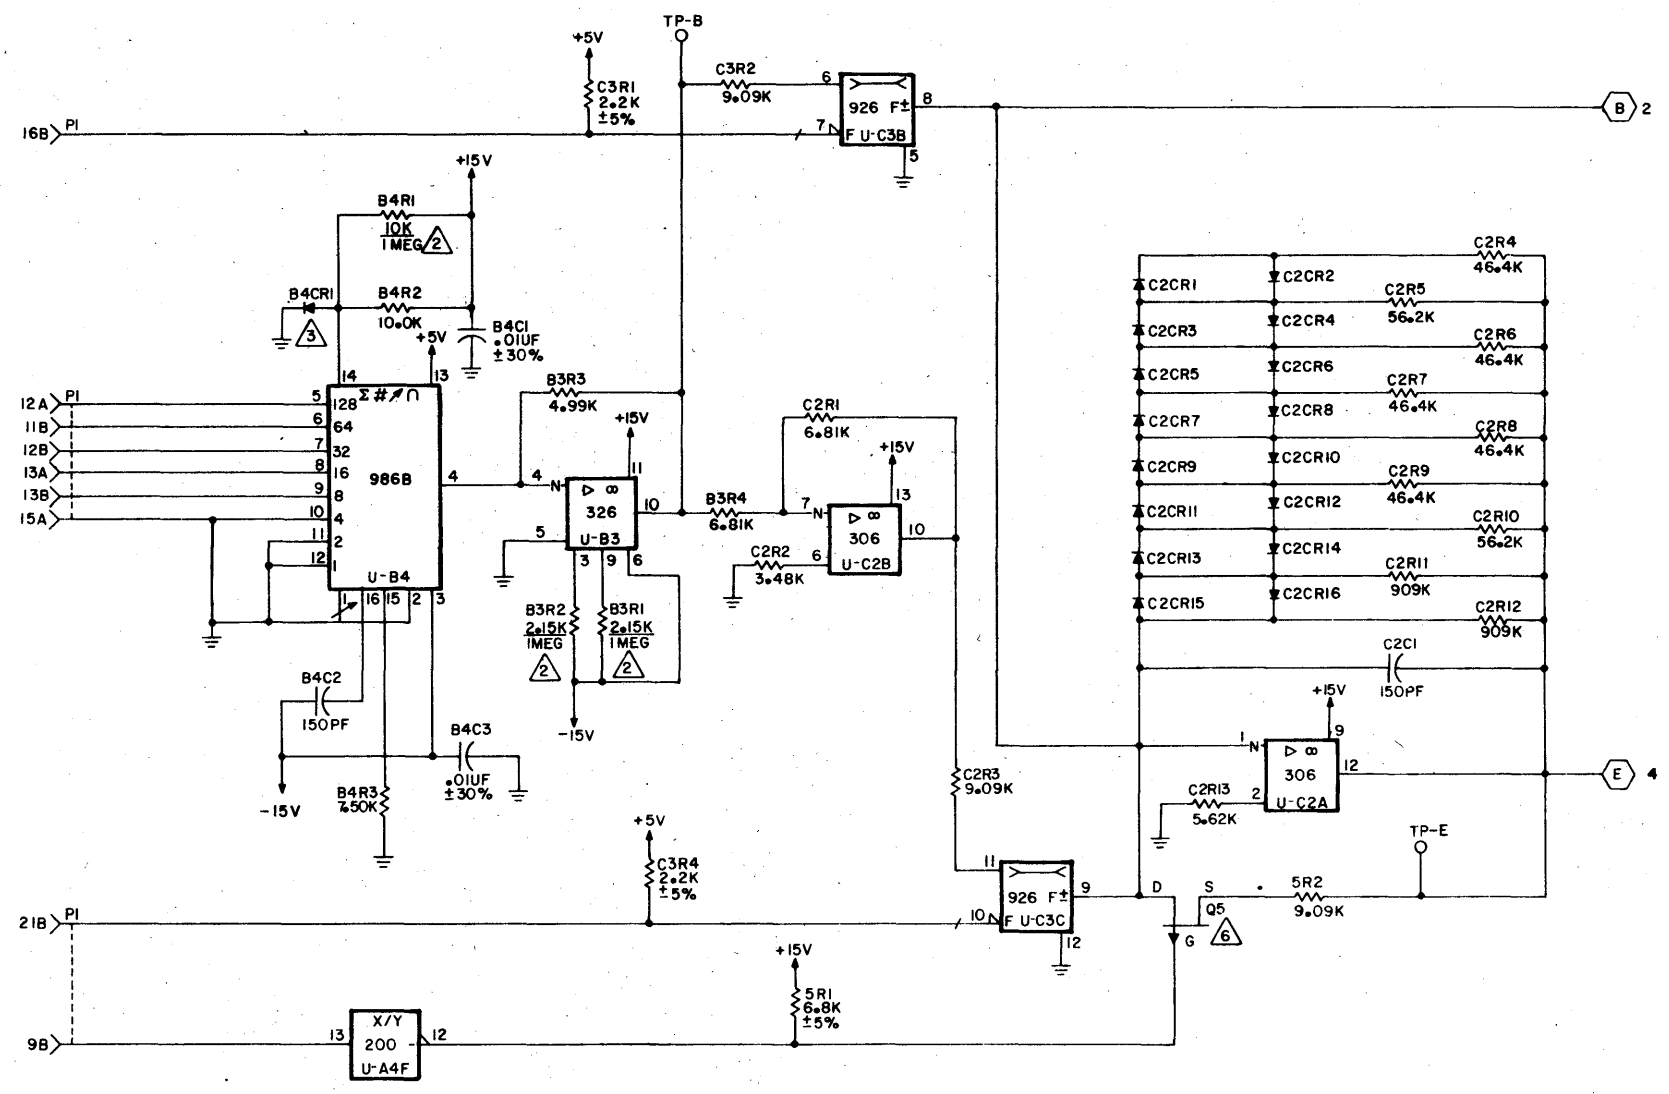 TP-B
+5V
C3R1
2.2K
±5%
C3R2
9.09K
6
926 F±
7 F U-C3B
8
5
B 2
16B P1
+15V
B4R1
10K
1MEG 2
B4CR1
3
B4R2
10.0K
B4C1
.01UF
±30%
+5V
14
13
Σ # ∩
12A P1 5 128
11B 6 64
12B 7 32
13A 8 16
13B 9 8
15A 10 4
11 2
12 1
986B
U-B4
4
1 16 15 2 3
B4C2
150PF
-15V
B4C3
.01UF
±30%
B4R3
7.50K
B3R3
4.99K
+15V
11
4 N
▷ ∞
326
U-B3
5
10
3 9 6
B3R2
2.15K
1MEG
2
B3R1
2.15K
1MEG
2
-15V
B3R4
6.81K
C2R1
6.81K
+15V
13
7 N
▷ ∞
306
U-C2B
10
6
C2R2
3.48K
C2R3
9.09K
C2R4
46.4K
C2CR1
C2CR2
C2R5
56.2K
C2CR3
C2CR4
C2R6
46.4K
C2CR5
C2CR6
C2R7
46.4K
C2CR7
C2CR8
C2R8
46.4K
C2CR9
C2CR10
C2R9
46.4K
C2CR11
C2CR12
C2R10
56.2K
C2CR13
C2CR14
C2R11
909K
C2CR15
C2CR16
C2R12
909K
C2C1
150PF
+15V
9
1 N
▷ ∞
306
U-C2A
12
2
C2R13
5.62K
E 4
TP-E
+5V
C3R4
2.2K
±5%
21B P1
11
926 F±
10 F U-C3C
9
12
D
S
Q5
G
6
5R2
9.09K
+15V
5R1
6.8K
±5%
9B
13
X/Y
200
U-A4F
12